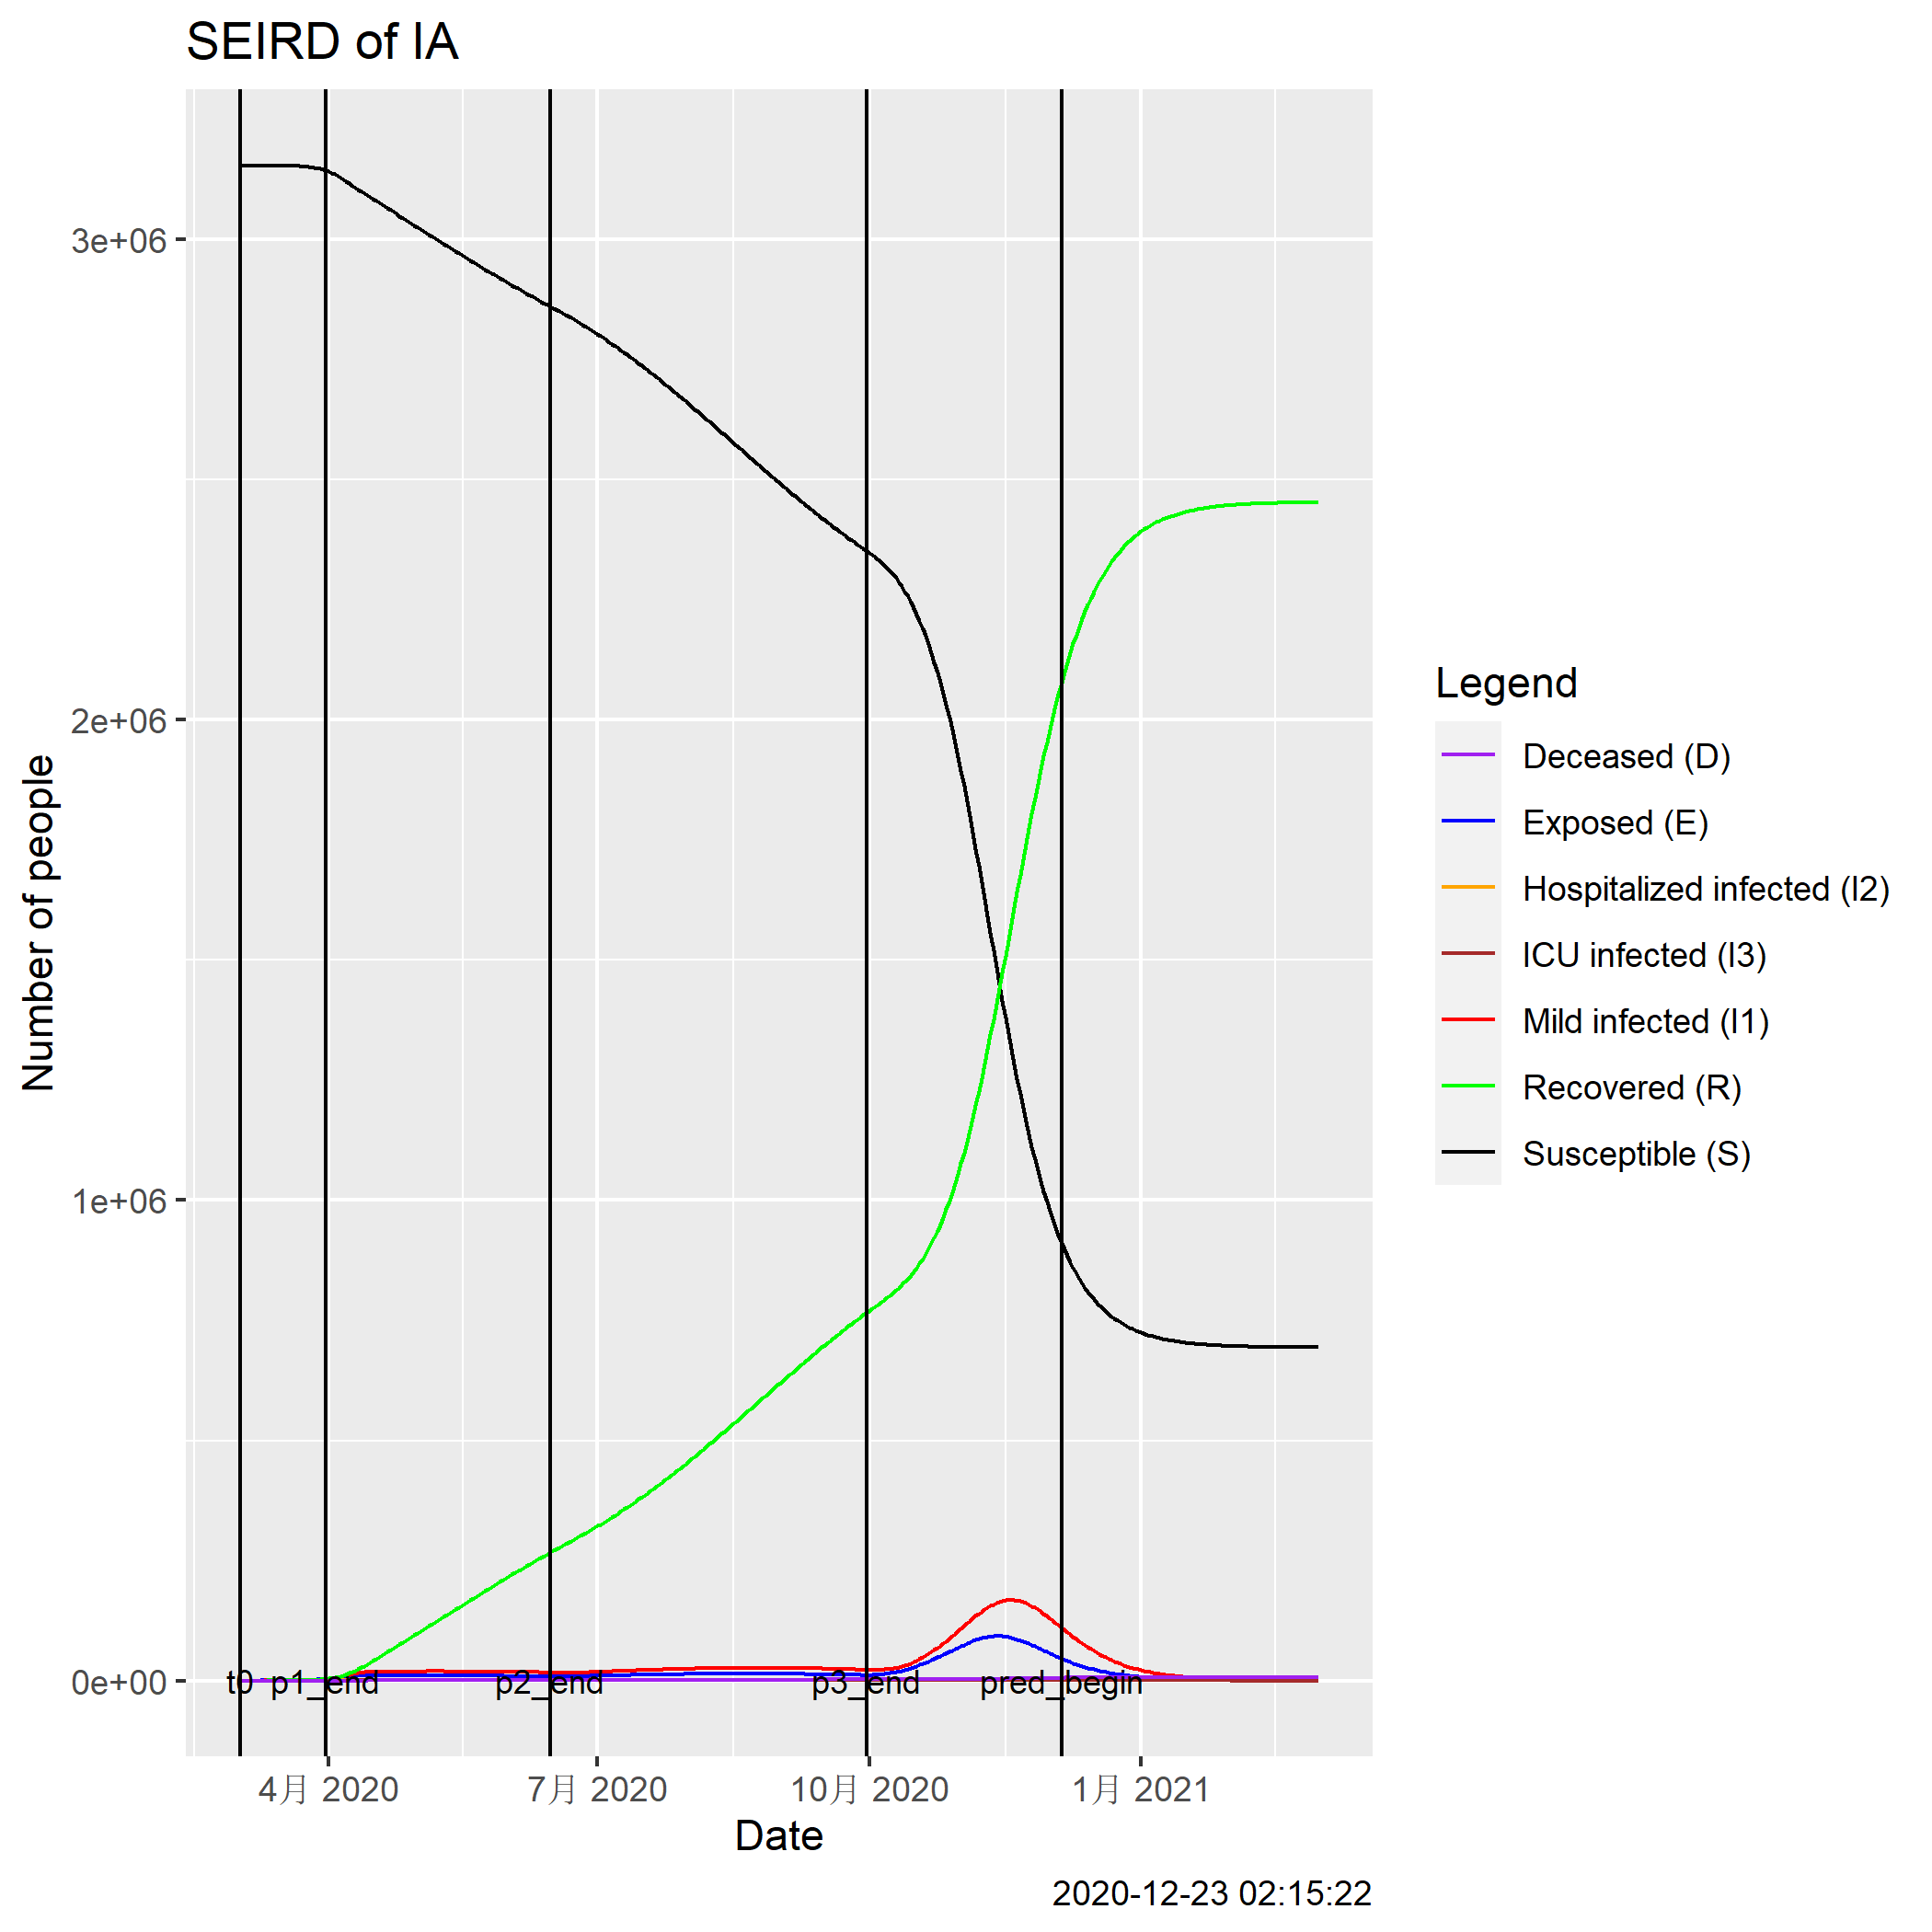 SEIRD of IA
Number of people
3e+06
2e+06
1e+06
0e+00
t0 p1_end p2_end p3_end pred_begin
4月 2020 7月 2020 10月 2020 1月 2021
Date
2020-12-23 02:15:22
Legend
Deceased (D)
Exposed (E)
Hospitalized infected (I2)
ICU infected (I3)
Mild infected (I1)
Recovered (R)
Susceptible (S)